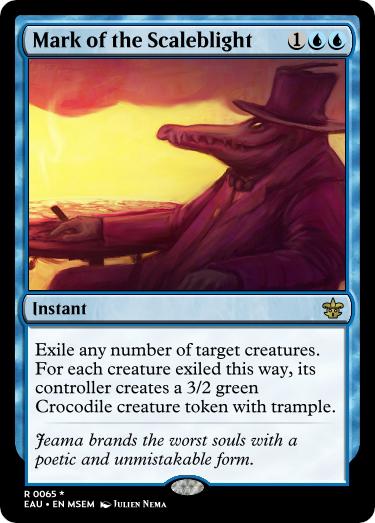 Mark of the Scaleblight 1
Instant
Exile any number of target creatures.
For each creature exiled this way, its
controller creates a 3/2 green
Crocodile creature token with trample.
Jeama brands the worst souls with a
poetic and unmistakable form.
R 0065 *
EAU • EN MSEM Julien Nema